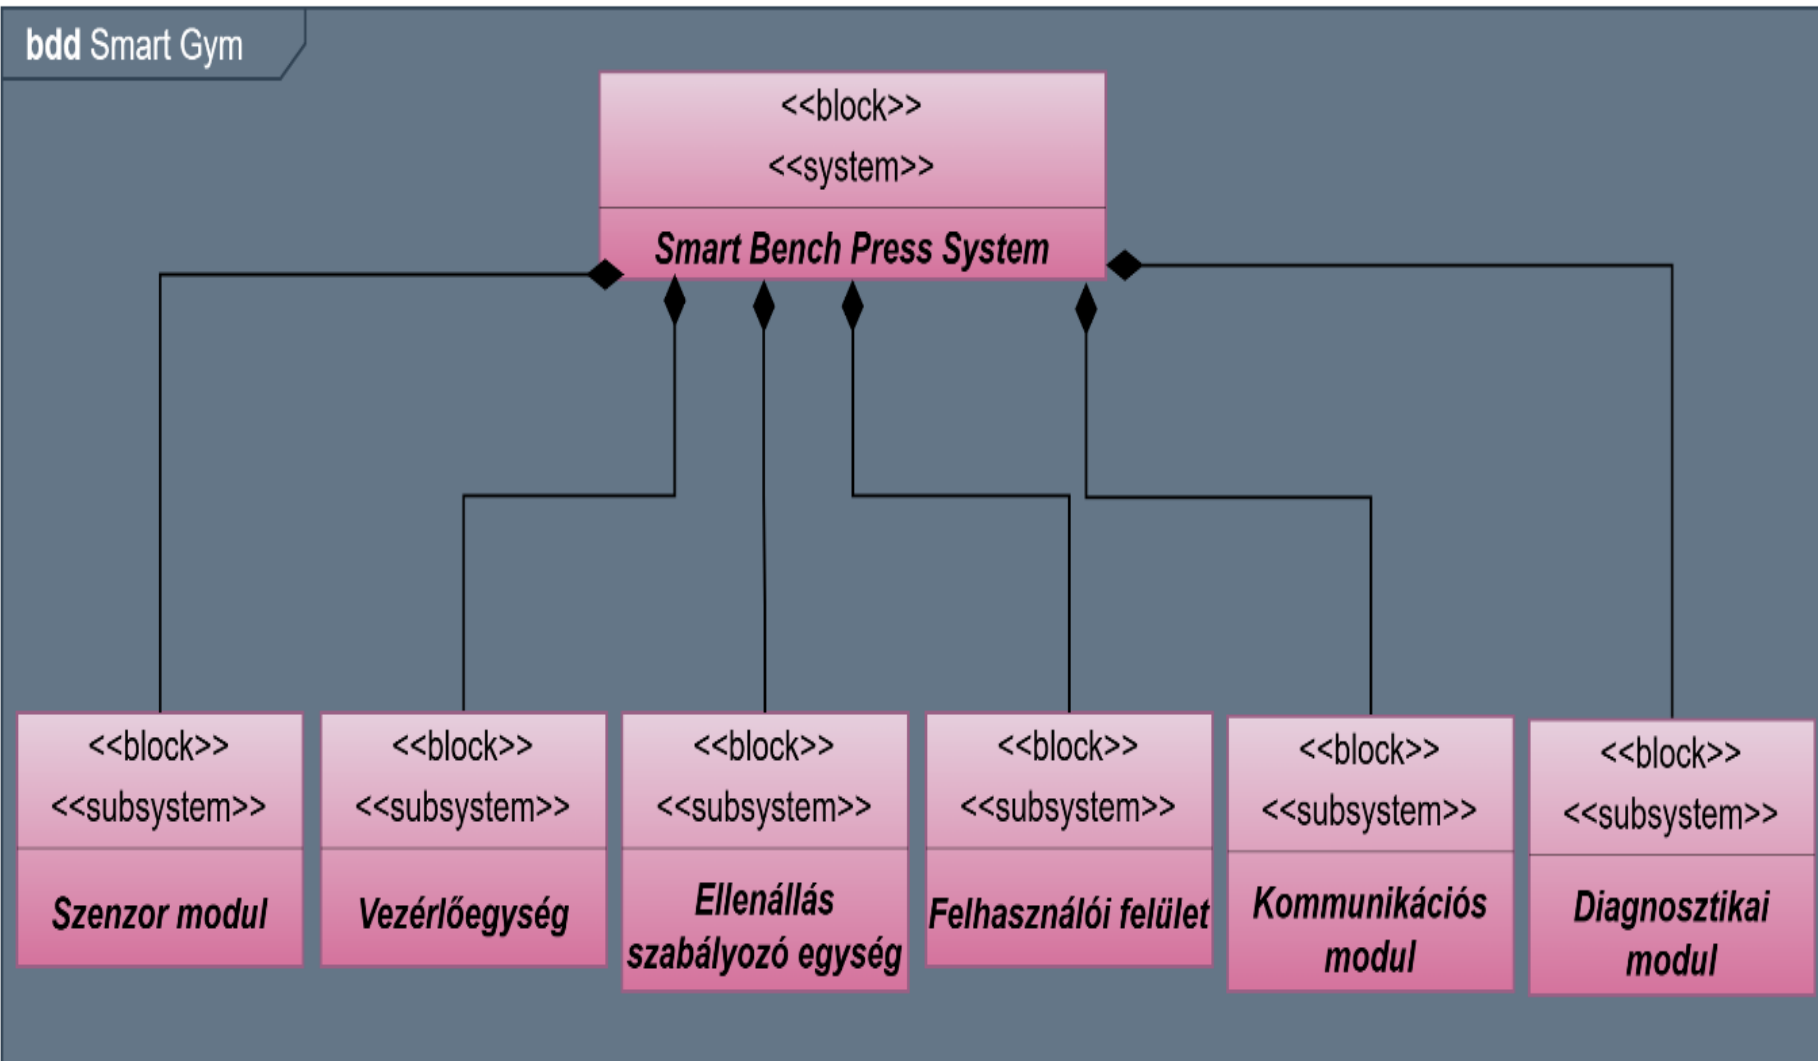 bdd Smart Gym
<<block>>
<<system>>
Smart Bench Press System
<<block>>
<<subsystem>>
Szenzor modul
<<block>>
<<subsystem>>
Vezérlőegység
<<block>>
<<subsystem>>
Ellenállás
szabályozó egység
<<block>>
<<subsystem>>
Felhasználói felület
<<block>>
<<subsystem>>
Kommunikációs
modul
<<block>>
<<subsystem>>
Diagnosztikai
modul